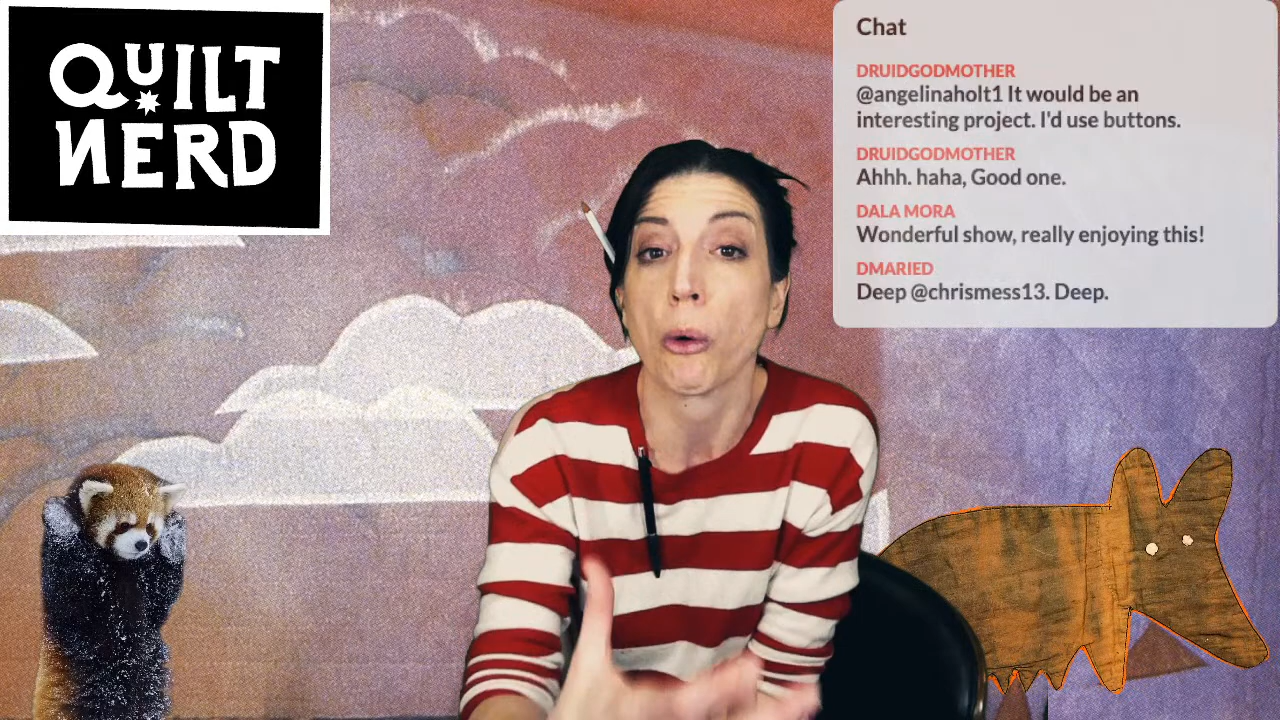 QUILT
NERD
Chat
DRUIDGODMOTHER
@angelinaholt1 It would be an
interesting project. I'd use buttons.
DRUIDGODMOTHER
Ahhh. haha, Good one.
DALA MORA
Wonderful show, really enjoying this!
DMARIED
Deep @chrismess13. Deep.